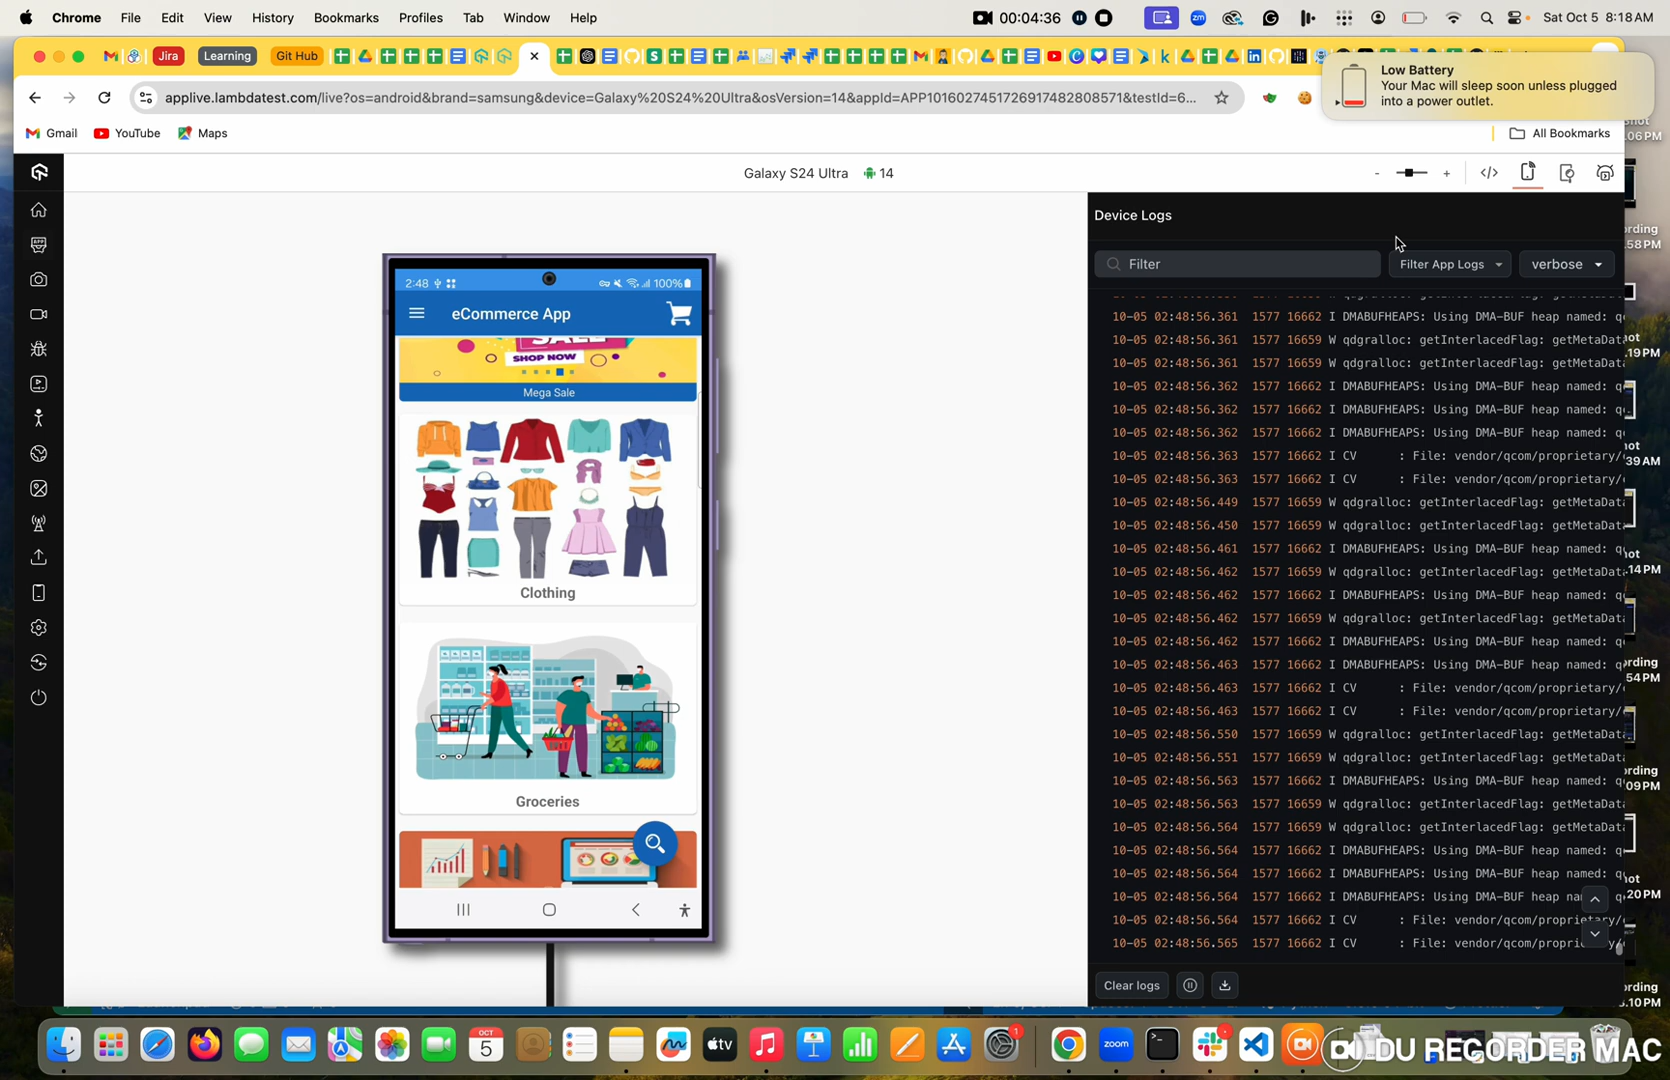 Chrome File Edit View History Bookmarks Profiles Tab Window Help
00:04:36
zm
Sat Oct 5 8:18 AM
Jira
Learning
Git Hub
applive.lambdatest.com/live?os=android&brand=samsung&device=Galaxy%20S24%20Ultra&osVersion=14&appId=APP1016027451726917482808571&testId=6...
Low Battery
Your Mac will sleep soon unless plugged
into a power outlet.
Gmail YouTube Maps
All Bookmarks
Galaxy S24 Ultra 14
- +
Device Logs
Filter
Filter App Logs
verbose
2:48
100%
eCommerce App
SALE
SHOP NOW
Mega Sale
Clothing
Groceries
10-05 02:48:56.361 1577 16662 I DMABUFHEAPS: Using DMA-BUF heap named: q
10-05 02:48:56.361 1577 16659 W qdgralloc: getInterlacedFlag: getMetaData
10-05 02:48:56.361 1577 16659 W qdgralloc: getInterlacedFlag: getMetaData
10-05 02:48:56.362 1577 16662 I DMABUFHEAPS: Using DMA-BUF heap named: q
10-05 02:48:56.362 1577 16662 I DMABUFHEAPS: Using DMA-BUF heap named: q
10-05 02:48:56.362 1577 16662 I DMABUFHEAPS: Using DMA-BUF heap named: q
10-05 02:48:56.363 1577 16662 I CV : File: vendor/qcom/proprietary/
10-05 02:48:56.363 1577 16662 I CV : File: vendor/qcom/proprietary/
10-05 02:48:56.449 1577 16659 W qdgralloc: getInterlacedFlag: getMetaData
10-05 02:48:56.450 1577 16659 W qdgralloc: getInterlacedFlag: getMetaData
10-05 02:48:56.461 1577 16662 I DMABUFHEAPS: Using DMA-BUF heap named: q
10-05 02:48:56.462 1577 16659 W qdgralloc: getInterlacedFlag: getMetaData
10-05 02:48:56.462 1577 16662 I DMABUFHEAPS: Using DMA-BUF heap named: q
10-05 02:48:56.462 1577 16659 W qdgralloc: getInterlacedFlag: getMetaData
10-05 02:48:56.462 1577 16662 I DMABUFHEAPS: Using DMA-BUF heap named: q
10-05 02:48:56.463 1577 16662 I DMABUFHEAPS: Using DMA-BUF heap named: q
10-05 02:48:56.463 1577 16662 I CV : File: vendor/qcom/proprietary/
10-05 02:48:56.463 1577 16662 I CV : File: vendor/qcom/proprietary/
10-05 02:48:56.550 1577 16659 W qdgralloc: getInterlacedFlag: getMetaData
10-05 02:48:56.551 1577 16659 W qdgralloc: getInterlacedFlag: getMetaData
10-05 02:48:56.563 1577 16662 I DMABUFHEAPS: Using DMA-BUF heap named: q
10-05 02:48:56.563 1577 16659 W qdgralloc: getInterlacedFlag: getMetaData
10-05 02:48:56.564 1577 16659 W qdgralloc: getInterlacedFlag: getMetaData
10-05 02:48:56.564 1577 16662 I DMABUFHEAPS: Using DMA-BUF heap named: q
10-05 02:48:56.564 1577 16662 I DMABUFHEAPS: Using DMA-BUF heap named: q
10-05 02:48:56.564 1577 16662 I DMABUFHEAPS: Using DMA-BUF heap named:
10-05 02:48:56.564 1577 16662 I CV : File: vendor/qcom/proprietary/
10-05 02:48:56.565 1577 16662 I CV : File: vendor/qcom/proprietary/
Clear logs
OCT
5
tv
1
zoom
DU RECORDER MAC